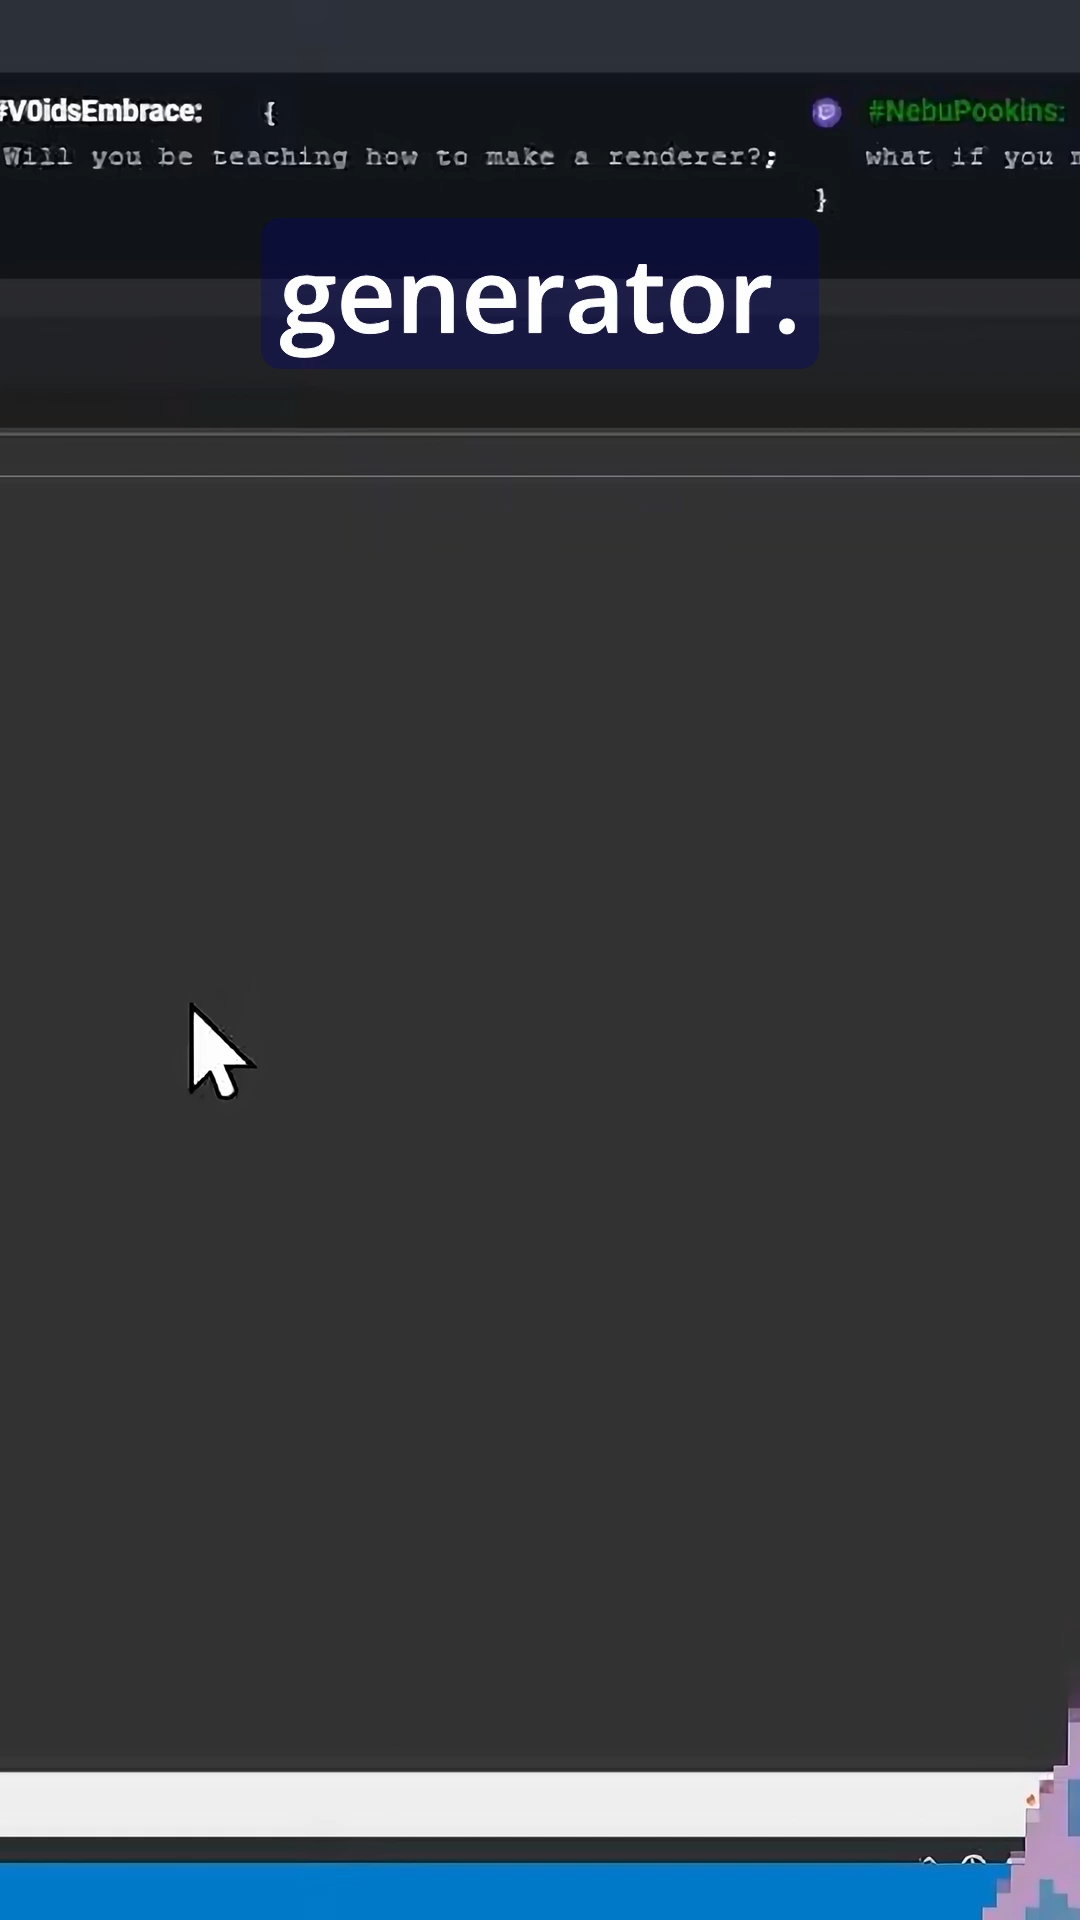 #V0idsEmbrace: {
Will you be teaching how to make a renderer?;
}
#NebuPookins:
what if you
generator.